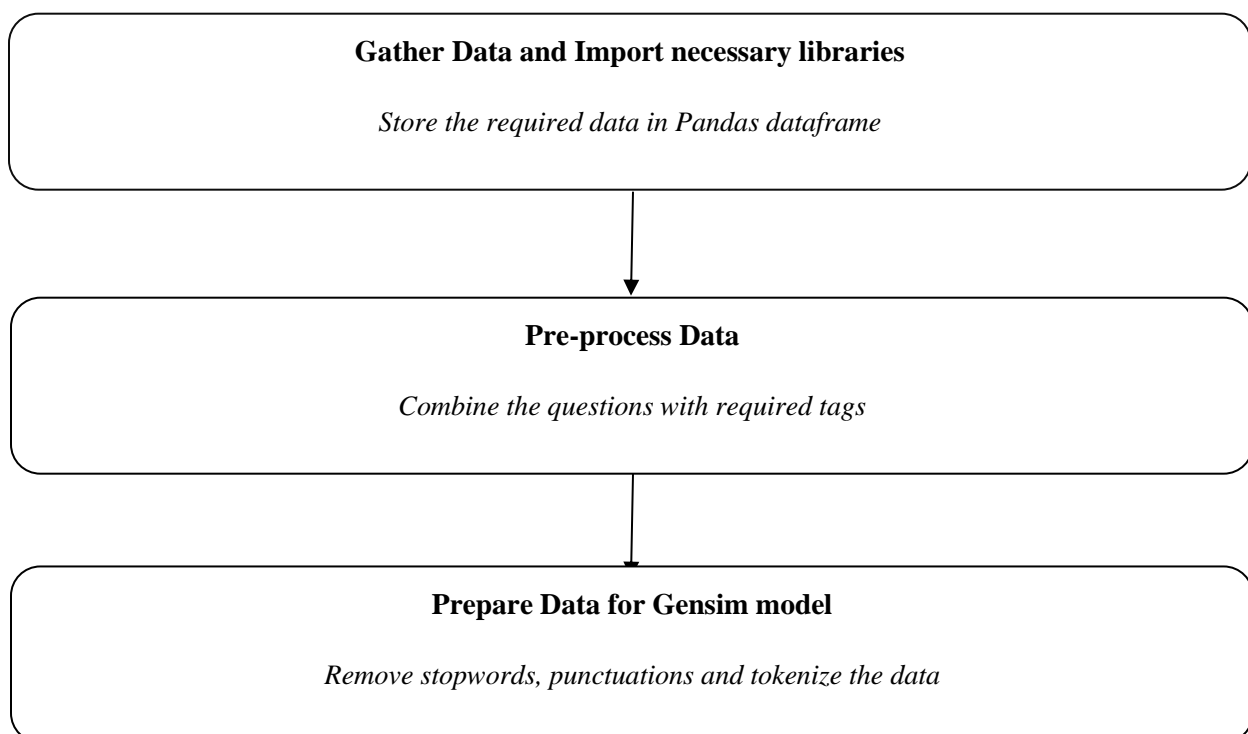 Gather Data and Import necessary libraries
Store the required data in Pandas dataframe
Pre-process Data
Combine the questions with required tags
Prepare Data for Gensim model
Remove stopwords, punctuations and tokenize the data